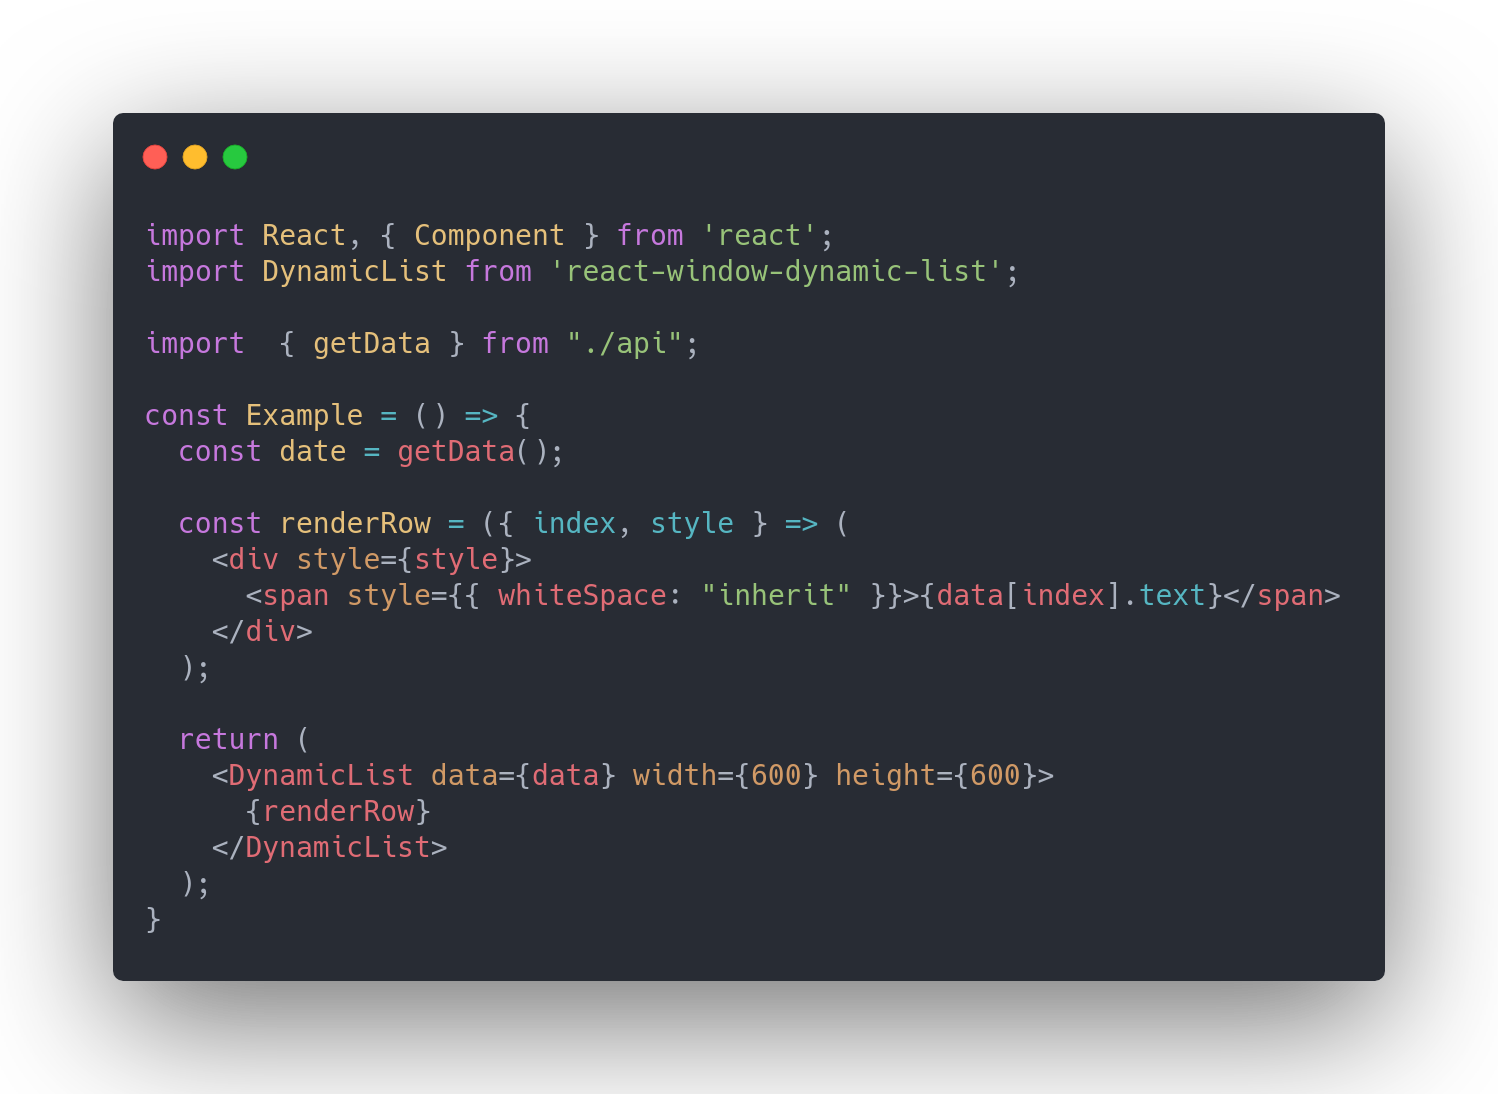 import React, { Component } from 'react';
import DynamicList from 'react-window-dynamic-list';

import  { getData } from "./api";

const Example = () => {
  const date = getData();

  const renderRow = ({ index, style } => (
    <div style={style}>
      <span style={{ whiteSpace: "inherit" }}>{data[index].text}</span>
    </div>
  );

  return (
    <DynamicList data={data} width={600} height={600}>
      {renderRow}
    </DynamicList>
  );
}